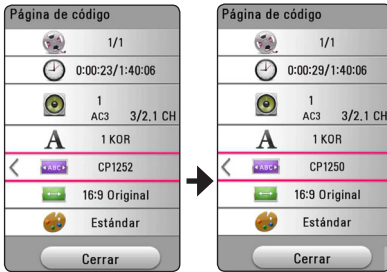 Página de código
1/1
0:00:23/1:40:06
1
AC3 3/2.1 CH
A 1 KOR
ABC CP1252
16:9 Original
Estándar
Cerrar
Página de código
1/1
0:00:29/1:40:06
1
AC3 3/2.1 CH
A 1 KOR
ABC CP1250
16:9 Original
Estándar
Cerrar